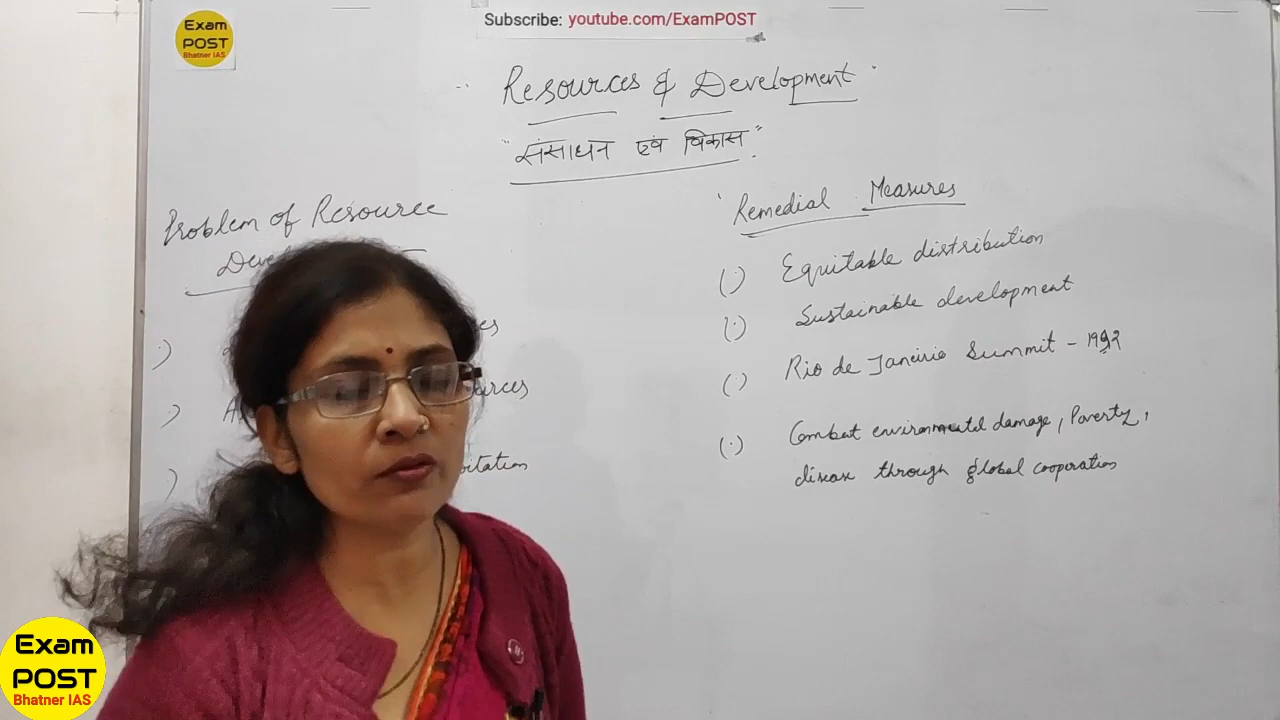 Exam
POST
Bhatner IAS
Subscribe: youtube.com/ExamPOST
Resources & Development
"संसाधन एवं विकास"
Problem of Resource
Remedial Measures
(.) Equitable distribution
(.) Sustainable development
(.) Rio de Janeirio Summit - 1992
(.) Combat environmental damage, Poverty,
disease through global cooperation
Exam
POST
Bhatner IAS